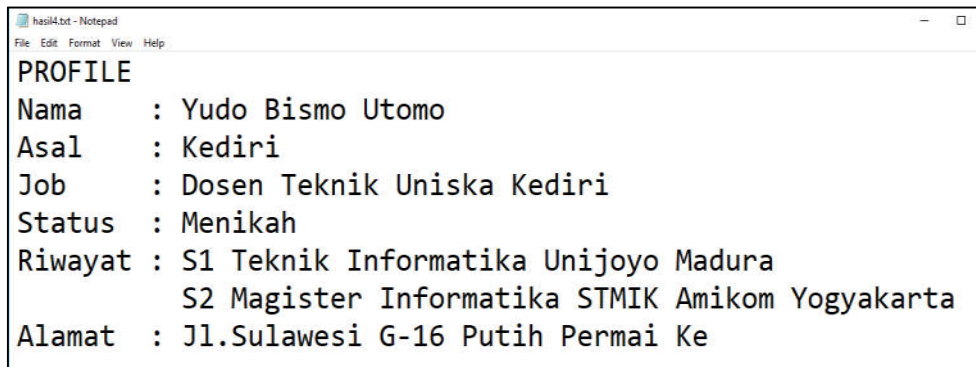 hasil4.txt - Notepad
File Edit Format View Help
PROFILE
Nama    : Yudo Bismo Utomo
Asal    : Kediri
Job     : Dosen Teknik Uniska Kediri
Status  : Menikah
Riwayat : S1 Teknik Informatika Unijoyo Madura
          S2 Magister Informatika STMIK Amikom Yogyakarta
Alamat  : Jl.Sulawesi G-16 Putih Permai Ke